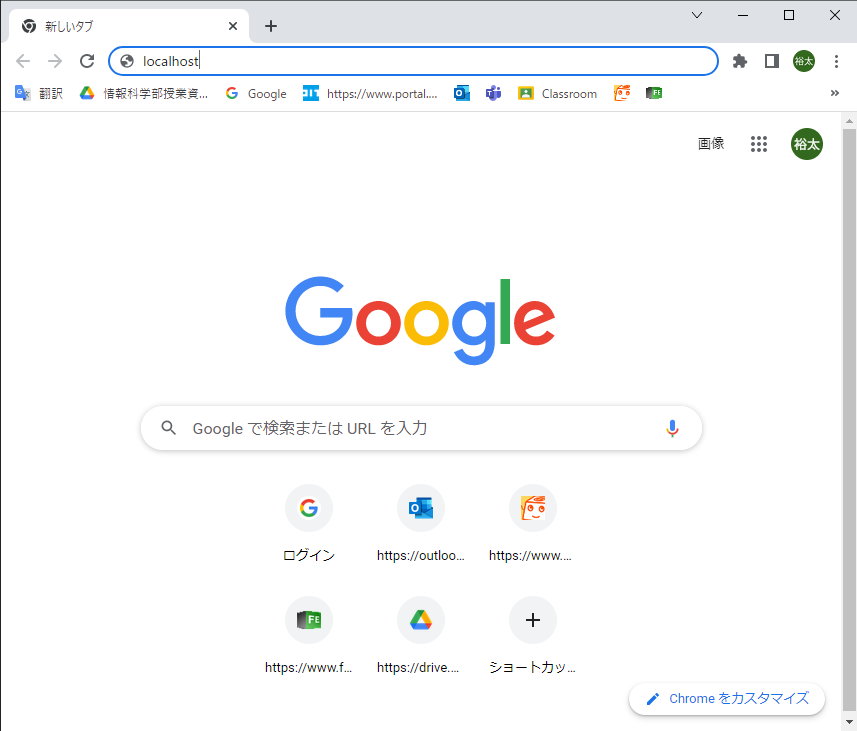 新しいタブ
localhost
裕太
翻訳
情報科学部授業資...
Google
https://www.portal....
Classroom
FE
»
画像
裕太
Google
Google で検索または URL を入力
ログイン
https://outloo...
https://www....
FE
https://www.f...
https://drive....
ショートカッ...
Chrome をカスタマイズ